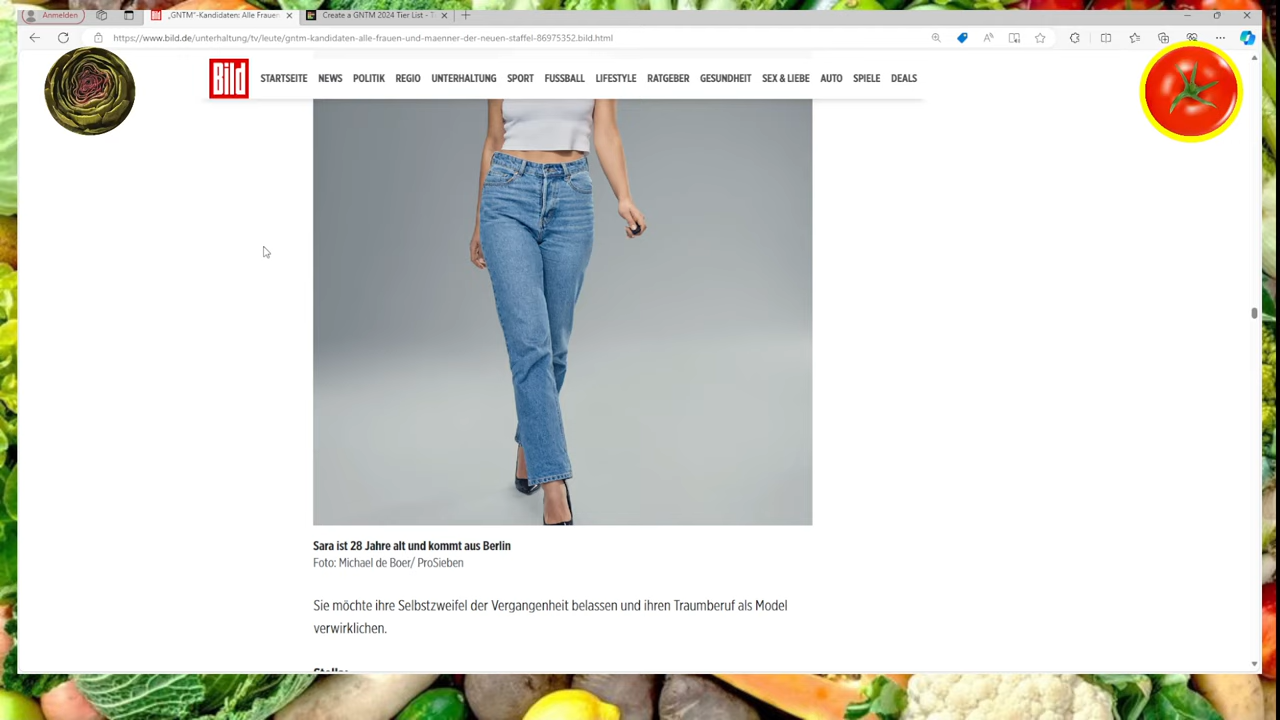 Anmelden
„GNTM"-Kandidaten: Alle Frauen
Create a GNTM 2024 Tier List - T
https://www.bild.de/unterhaltung/tv/leute/gntm-kandidaten-alle-frauen-und-maenner-der-neuen-staffel-86975352.bild.html
Bild
STARTSEITE NEWS POLITIK REGIO UNTERHALTUNG SPORT FUSSBALL LIFESTYLE RATGEBER GESUNDHEIT SEX & LIEBE AUTO SPIELE DEALS
Sara ist 28 Jahre alt und kommt aus Berlin
Foto: Michael de Boer/ ProSieben
Sie möchte ihre Selbstzweifel der Vergangenheit belassen und ihren Traumberuf als Model
verwirklichen.